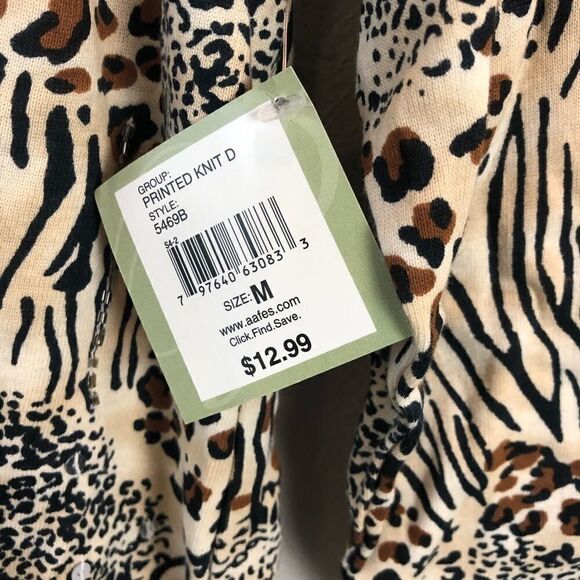 GROUP:
PRINTED KNIT D
STYLE:
5469B
S4-2
7 97640 63083 3
SIZE: M
www.aafes.com
Click.Find.Save.
$12.99